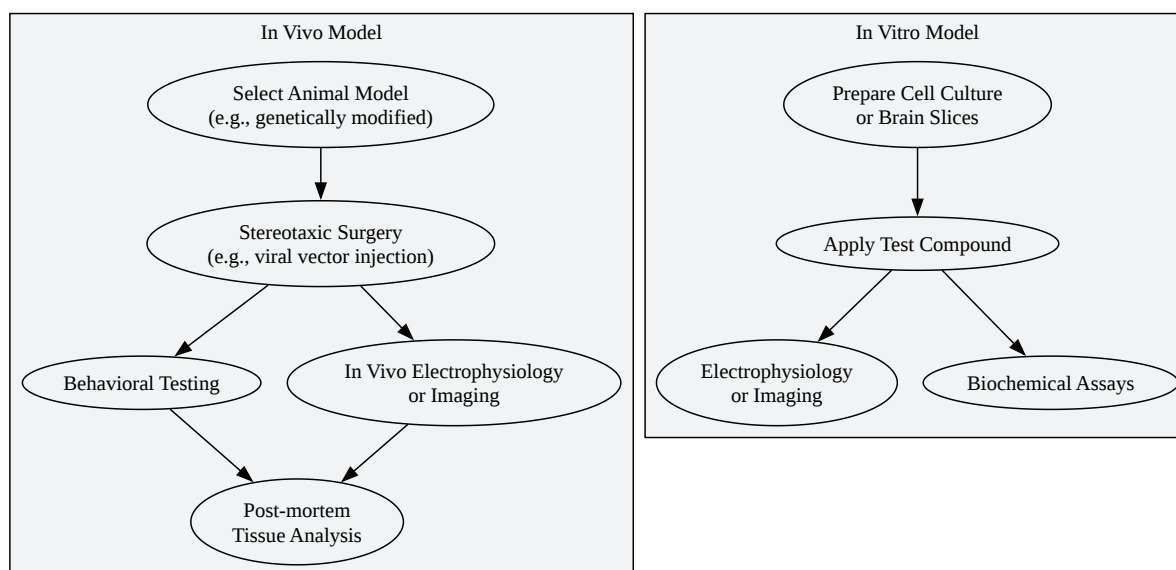 In Vivo Model
Select Animal Model
(e.g., genetically modified)
Stereotaxic Surgery
(e.g., viral vector injection)
Behavioral Testing
In Vivo Electrophysiology
or Imaging
Post-mortem
Tissue Analysis
In Vitro Model
Prepare Cell Culture
or Brain Slices
Apply Test Compound
Electrophysiology
or Imaging
Biochemical Assays